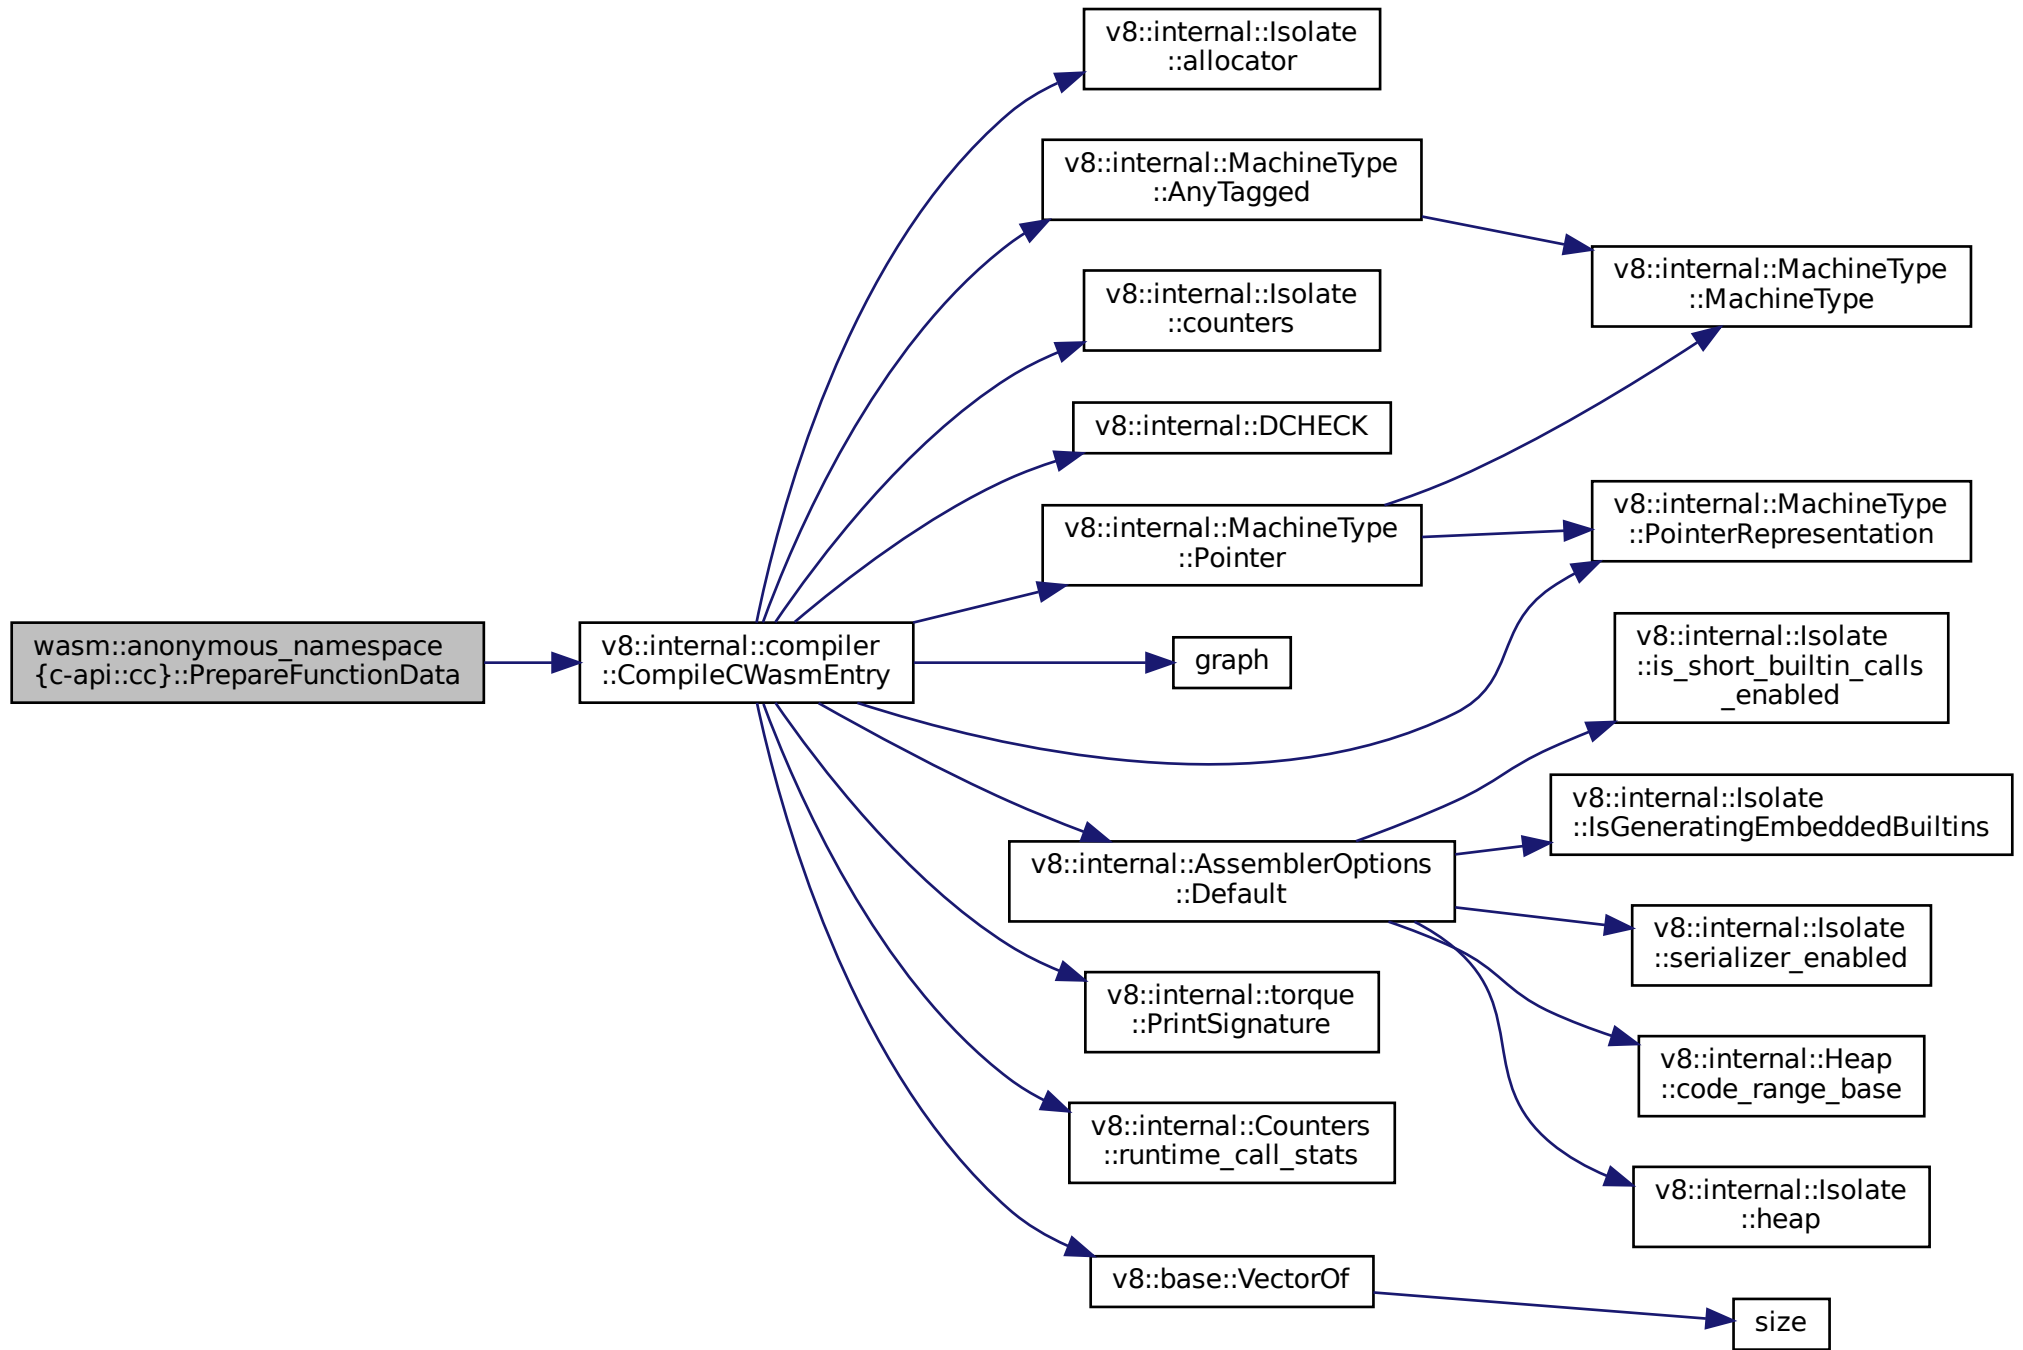 wasm::anonymous_namespace
{c-api::cc}::PrepareFunctionData
v8::internal::compiler
::CompileCWasmEntry
v8::internal::Isolate
::allocator
v8::internal::MachineType
::AnyTagged
v8::internal::Isolate
::counters
v8::internal::DCHECK
v8::internal::MachineType
::Pointer
graph
v8::internal::AssemblerOptions
::Default
v8::internal::torque
::PrintSignature
v8::internal::Counters
::runtime_call_stats
v8::base::VectorOf
v8::internal::MachineType
::MachineType
v8::internal::MachineType
::PointerRepresentation
v8::internal::Isolate
::is_short_builtin_calls
_enabled
v8::internal::Isolate
::IsGeneratingEmbeddedBuiltins
v8::internal::Isolate
::serializer_enabled
v8::internal::Heap
::code_range_base
v8::internal::Isolate
::heap
size